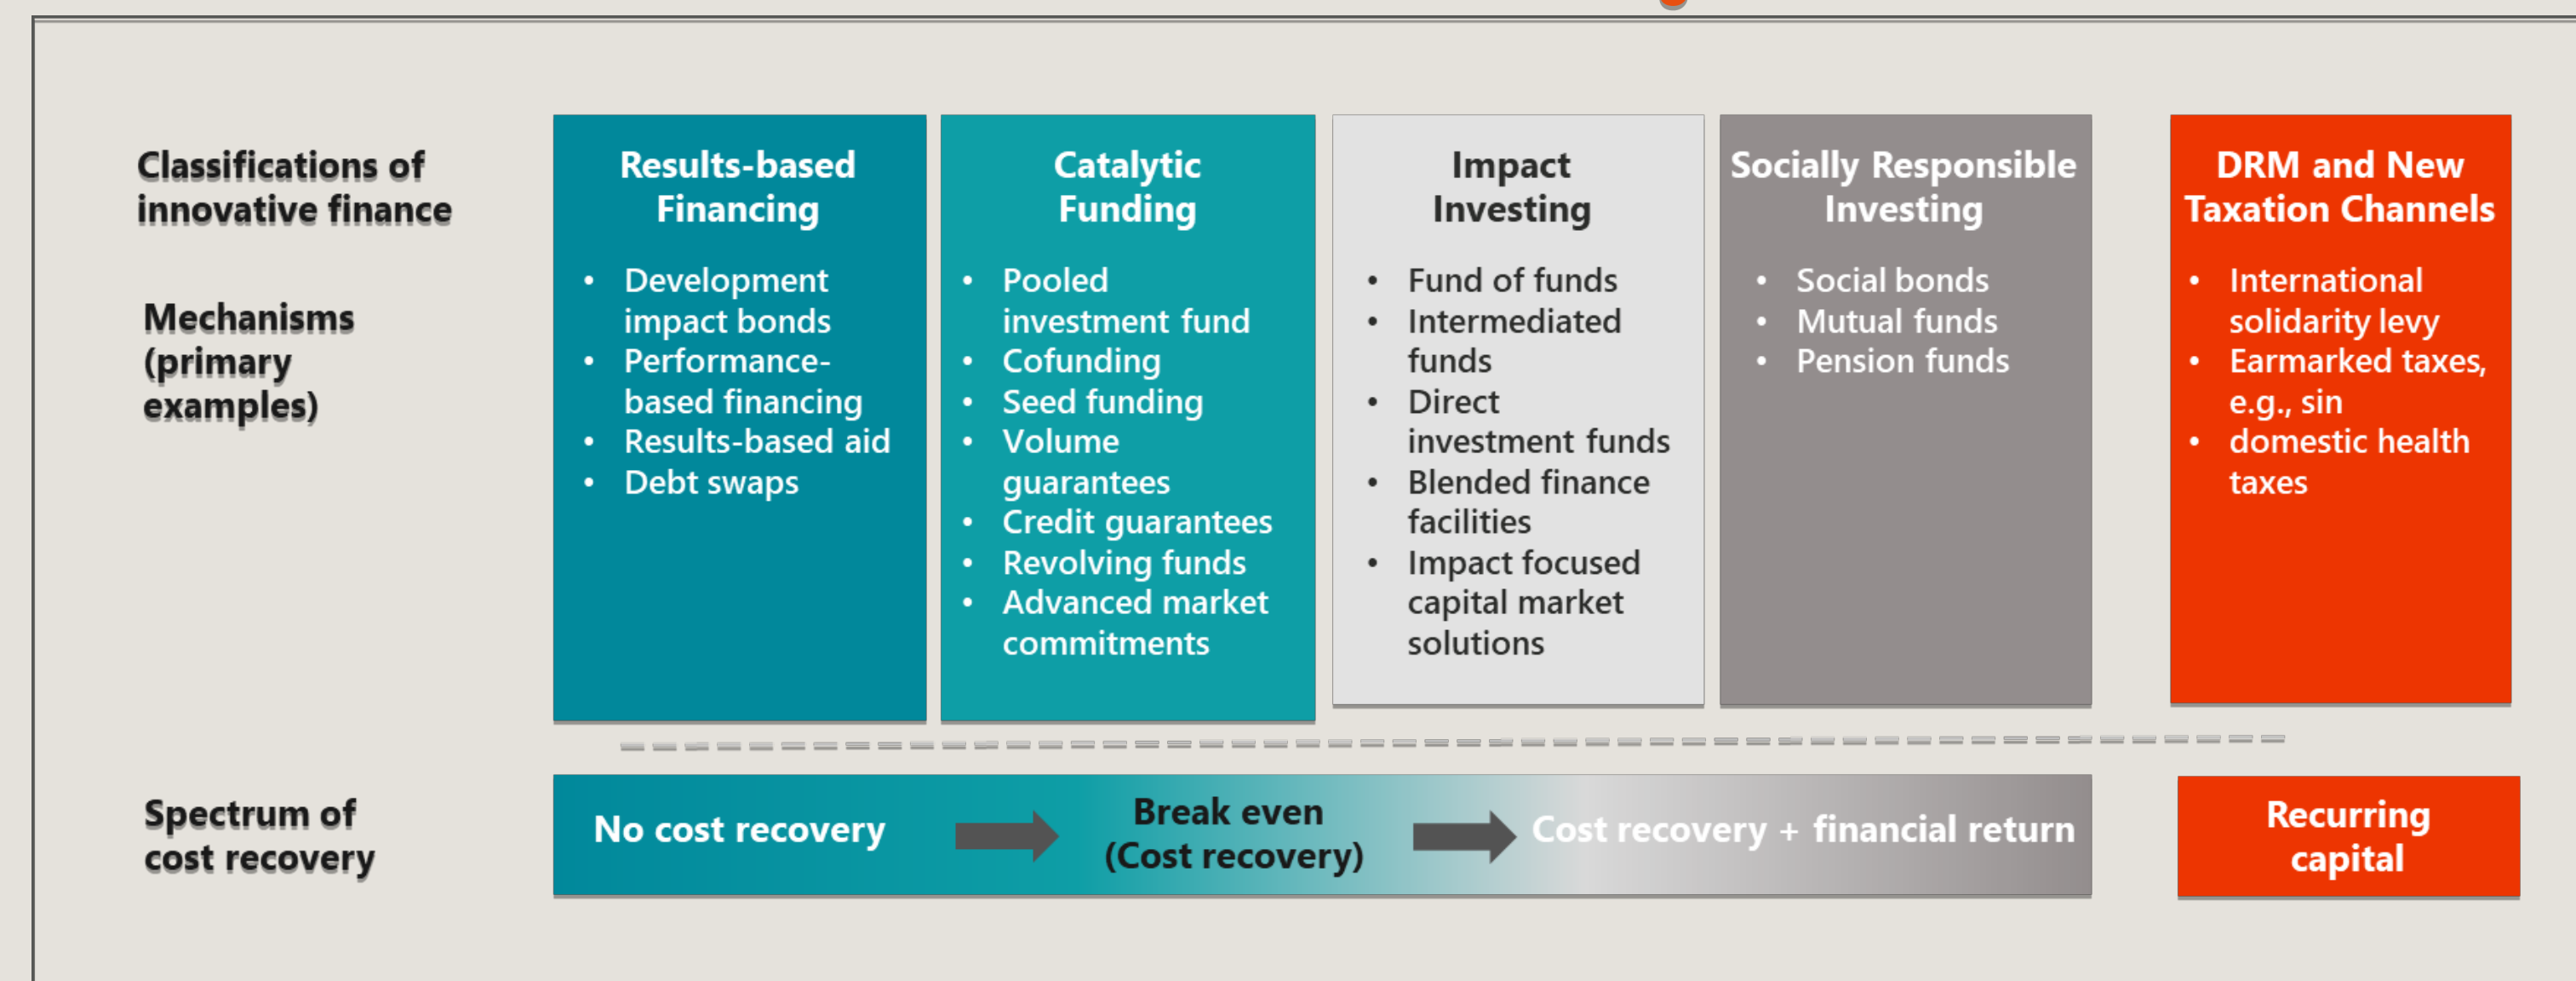 Classifications of
innovative finance
Mechanisms
(primary
examples)
Results-based
Financing
• Development
impact bonds
• Performance-
based financing
• Results-based aid
• Debt swaps
Catalytic
Funding
• Pooled
investment fund
• Cofunding
• Seed funding
• Volume
guarantees
• Credit guarantees
• Revolving funds
• Advanced market
commitments
Impact
Investing
• Fund of funds
• Intermediated
funds
• Direct
investment funds
• Blended finance
facilities
• Impact focused
capital market
solutions
Socially Responsible
Investing
• Social bonds
• Mutual funds
• Pension funds
DRM and New
Taxation Channels
• International
solidarity levy
• Earmarked taxes,
e.g., sin
• domestic health
taxes
Spectrum of
cost recovery
No cost recovery
Break even
(Cost recovery)
Cost recovery + financial return
Recurring
capital